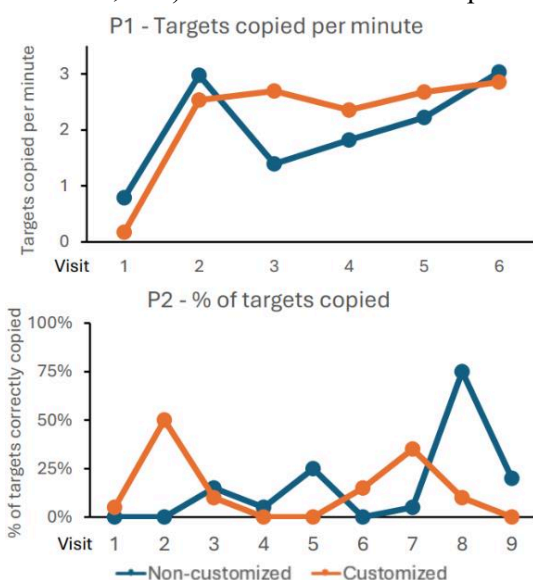 P1 - Targets copied per minute
Targets copied per minute
3
2
1
0
Visit 1 2 3 4 5 6
P2 - % of targets copied
% of targets correctly copied
100%
75%
50%
25%
0%
Visit 1 2 3 4 5 6 7 8 9
Non-customized Customized